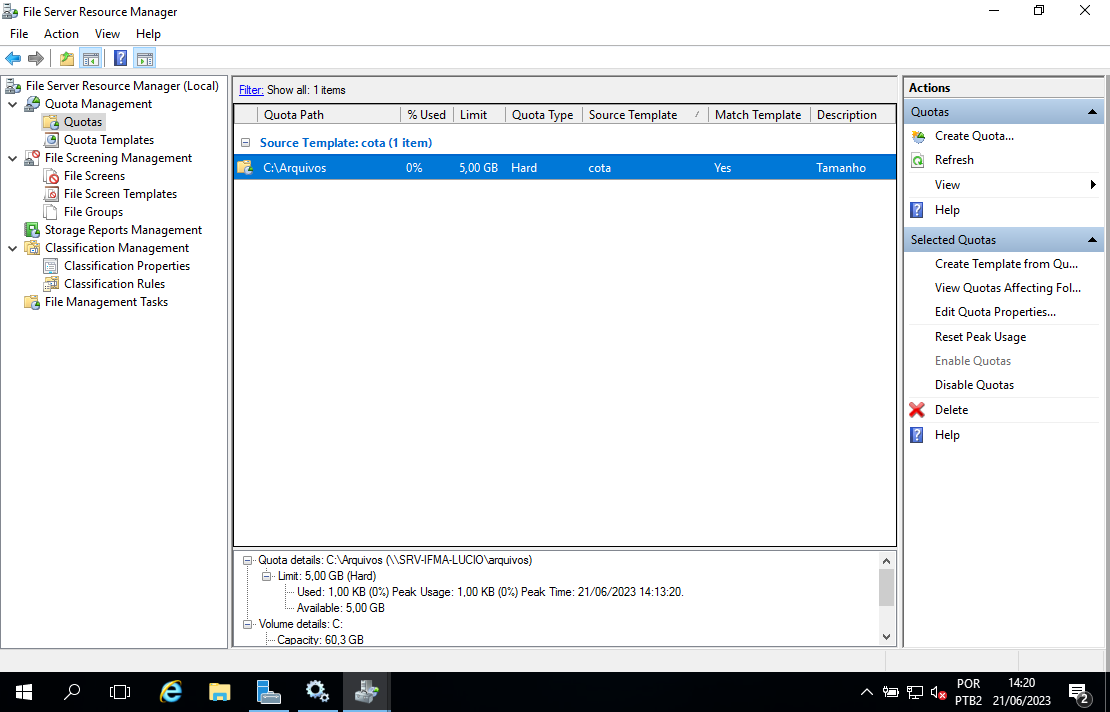 File Server Resource Manager
File Action View Help
File Server Resource Manager (Local)
Quota Management
Quotas
Quota Templates
File Screening Management
File Screens
File Screen Templates
File Groups
Storage Reports Management
Classification Management
Classification Properties
Classification Rules
File Management Tasks
Filter: Show all: 1 items
Quota Path % Used Limit Quota Type Source Template Match Template Description
Source Template: cota (1 item)
C:\Arquivos 0% 5,00 GB Hard cota Yes Tamanho
Quota details: C:\Arquivos (\\SRV-IFMA-LUCIO\arquivos)
Limit: 5,00 GB (Hard)
Used: 1,00 KB (0%) Peak Usage: 1,00 KB (0%) Peak Time: 21/06/2023 14:13:20.
Available: 5,00 GB
Volume details: C:
Capacity: 60,3 GB
Actions
Quotas
Create Quota...
Refresh
View
Help
Selected Quotas
Create Template from Qu...
View Quotas Affecting Fol...
Edit Quota Properties...
Reset Peak Usage
Enable Quotas
Disable Quotas
Delete
Help
POR
PTB2
14:20
21/06/2023
2